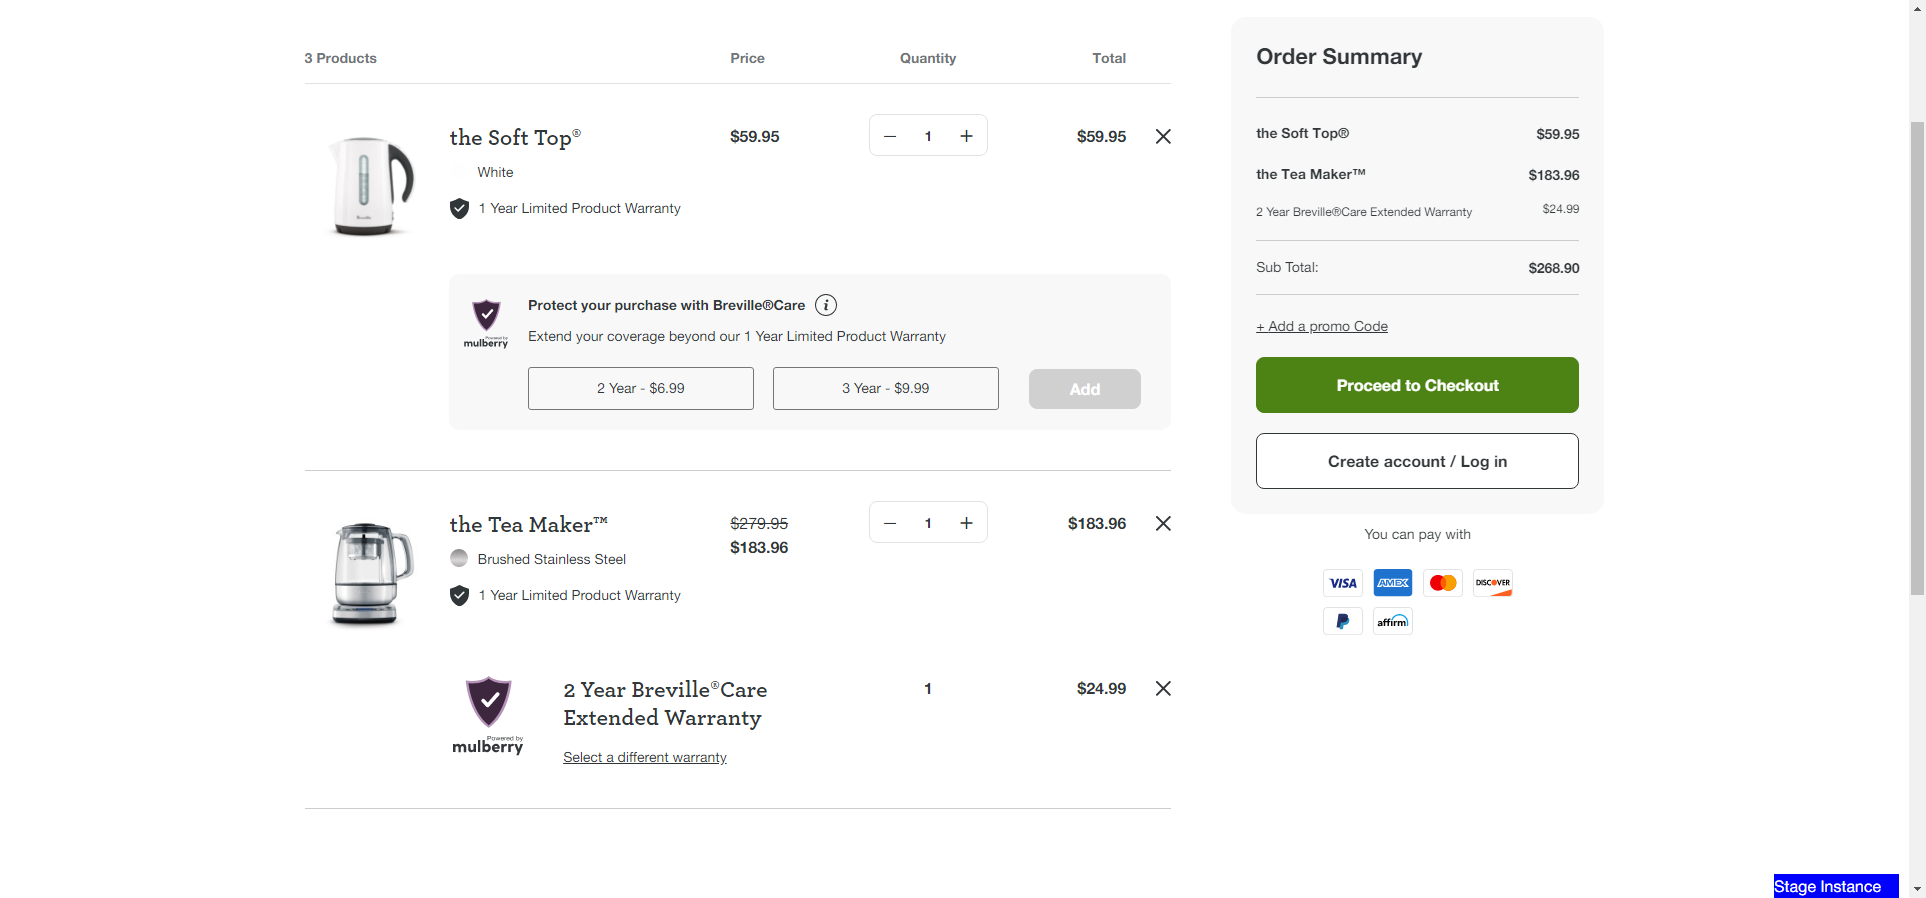 3 Products
Price
Quantity
Total
the Soft Top®
$59.95
1
$59.95
White
1 Year Limited Product Warranty
Protect your purchase with Breville®Care
Extend your coverage beyond our 1 Year Limited Product Warranty
Powered by
mulberry
2 Year - $6.99
3 Year - $9.99
Add
the Tea Maker™
$279.95
$183.96
1
$183.96
Brushed Stainless Steel
1 Year Limited Product Warranty
Powered by
mulberry
2 Year Breville®Care
Extended Warranty
1
$24.99
Select a different warranty
Order Summary
the Soft Top®
$59.95
the Tea Maker™
$183.96
2 Year Breville®Care Extended Warranty
$24.99
Sub Total:
$268.90
+ Add a promo Code
Proceed to Checkout
Create account / Log in
You can pay with
VISA
AMEX
DISCOVER
affirm
Stage Instance